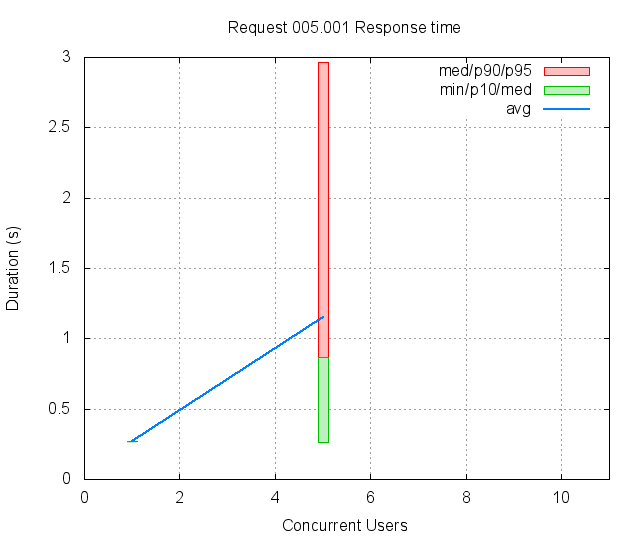 Request 005.001 Response time
3
med/p90/p95
min/p10/med
avg
2.5
2
1.5
1
0.5
0
Duration (s)
0 2 4 6 8 10
Concurrent Users